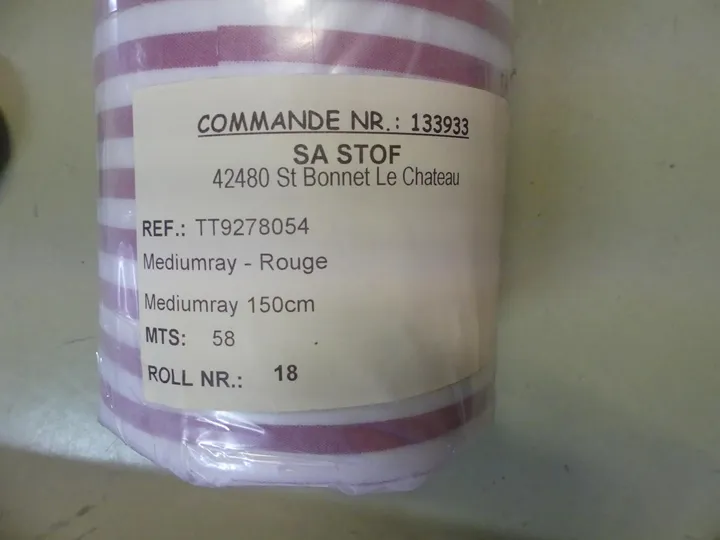 COMMANDE NR.: 133933
SA STOF
42480 St Bonnet Le Chateau
REF.: TT9278054
Mediumray - Rouge
Mediumray 150cm
MTS: 58
ROLL NR.: 18